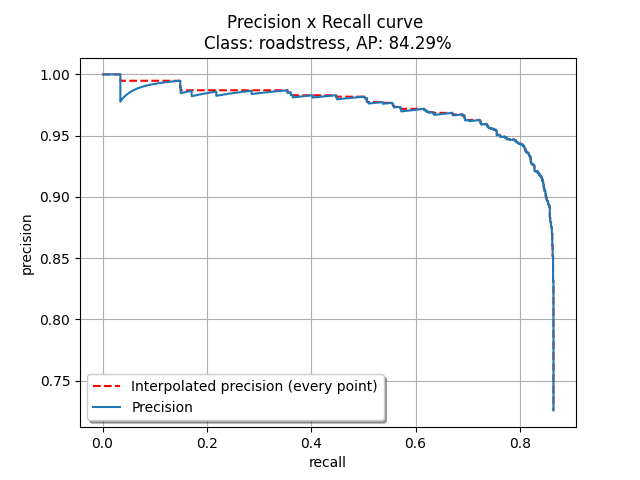 Precision x Recall curve
Class: roadstress, AP: 84.29%
1.00
0.95
0.90
0.85
0.80
0.75
precision
Interpolated precision (every point)
Precision
0.0 0.2 0.4 0.6 0.8
recall